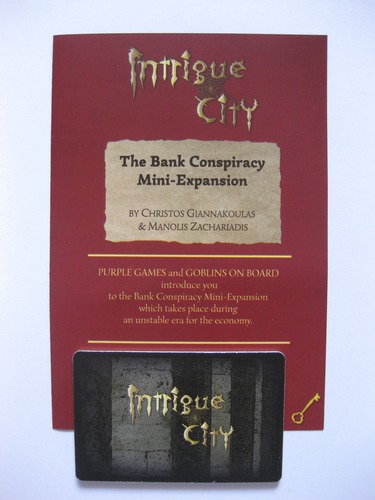 Intrigue
City
The Bank Conspiracy
Mini-Expansion
BY CHRISTOS GIANNAKOULAS
& MANOLIS ZACHARIADIS
PURPLE GAMES and GOBLINS ON BOARD
introduce you
to the Bank Conspiracy Mini-Expansion
which takes place during
an unstable era for the economy.
Intrigue
City